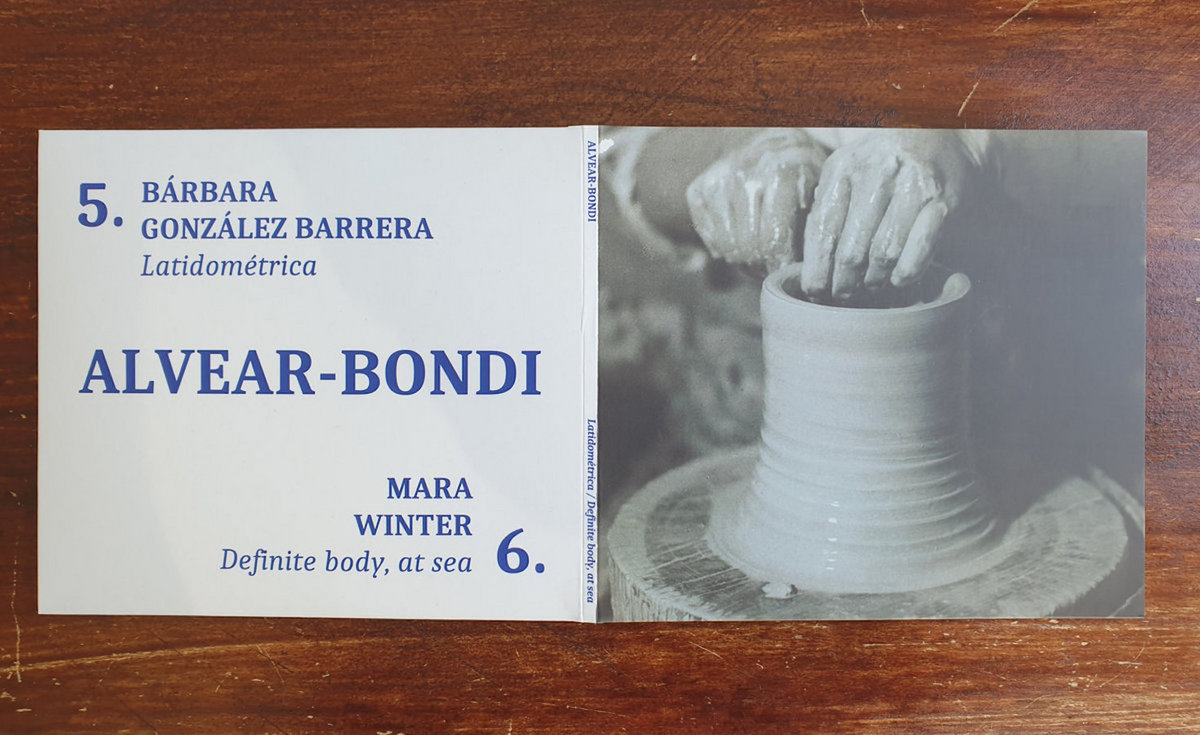 5. BÁRBARA
GONZÁLEZ BARRERA
Latidométrica
ALVEAR-BONDI
MARA
WINTER
Definite body, at sea 6.
ALVEAR-BONDI
Latidométrica / Definite body, at sea